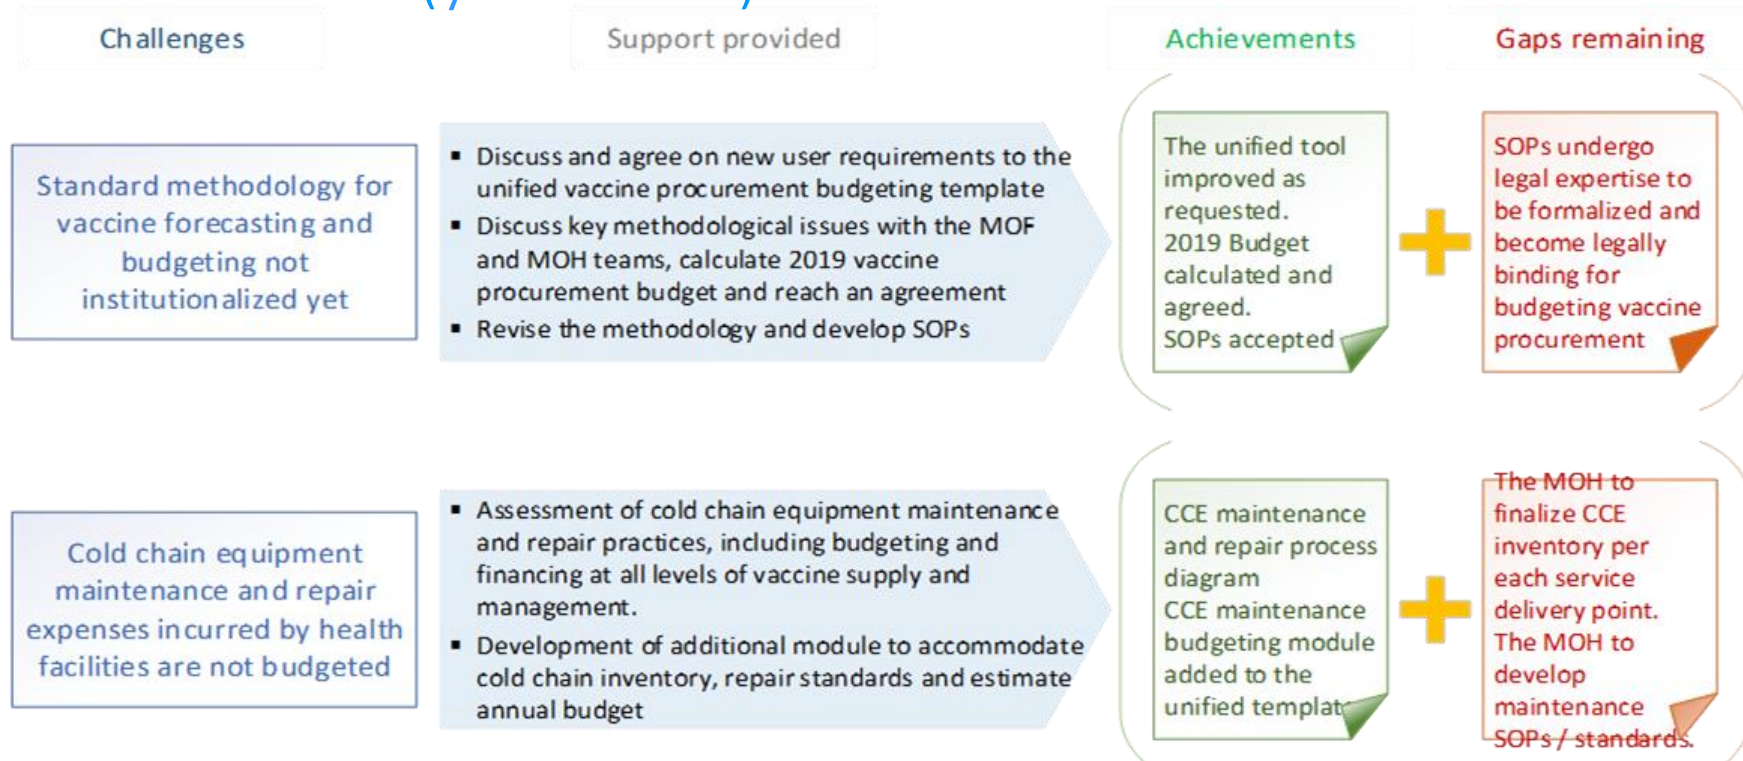 Challenges
Support provided
Achievements
Gaps remaining
Standard methodology for
vaccine forecasting and
budgeting not
institutionalized yet
▪ Discuss and agree on new user requirements to the
unified vaccine procurement budgeting template
▪ Discuss key methodological issues with the MOF
and MOH teams, calculate 2019 vaccine
procurement budget and reach an agreement
▪ Revise the methodology and develop SOPs
The unified tool
improved as
requested.
2019 Budget
calculated and
agreed.
SOPs accepted
SOPs undergo
legal expertise to
be formalized and
become legally
binding for
budgeting vaccine
procurement
Cold chain equipment
maintenance and repair
expenses incurred by health
facilities are not budgeted
▪ Assessment of cold chain equipment maintenance
and repair practices, including budgeting and
financing at all levels of vaccine supply and
management.
▪ Development of additional module to accommodate
cold chain inventory, repair standards and estimate
annual budget
CCE maintenance
and repair process
diagram
CCE maintenance
budgeting module
added to the
unified template
The MOH to
finalize CCE
inventory per
each service
delivery point.
The MOH to
develop
maintenance
SOPs / standards.